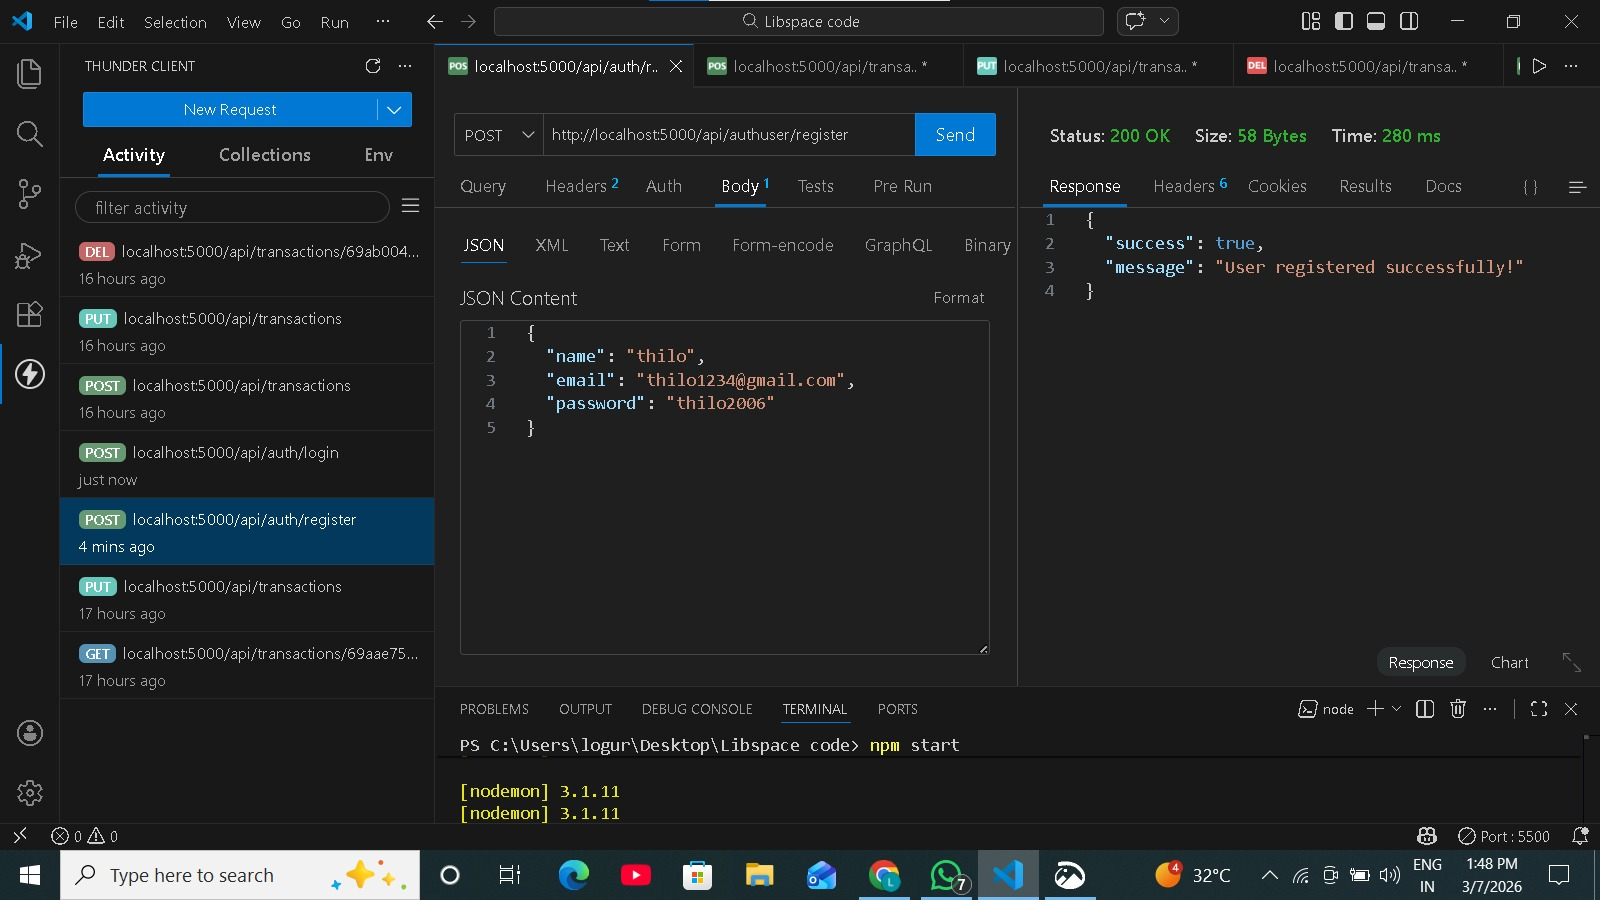 File Edit Selection View Go Run ··· Libspace code
THUNDER CLIENT
New Request
Activity Collections Env
filter activity
DEL localhost:5000/api/transactions/69ab004...
16 hours ago
PUT localhost:5000/api/transactions
16 hours ago
POST localhost:5000/api/transactions
16 hours ago
POST localhost:5000/api/auth/login
just now
POST localhost:5000/api/auth/register
4 mins ago
PUT localhost:5000/api/transactions
17 hours ago
GET localhost:5000/api/transactions/69aae75...
17 hours ago
POS localhost:5000/api/auth/r.. POS localhost:5000/api/transa.. * PUT localhost:5000/api/transa.. * DEL localhost:5000/api/transa.. *
POST http://localhost:5000/api/authuser/register Send
Query Headers 2 Auth Body 1 Tests Pre Run
JSON XML Text Form Form-encode GraphQL Binary
JSON Content Format
1 {
2 "name": "thilo",
3 "email": "thilo1234@gmail.com",
4 "password": "thilo2006"
5 }
Status: 200 OK Size: 58 Bytes Time: 280 ms
Response Headers 6 Cookies Results Docs { }
1 {
2 "success": true,
3 "message": "User registered successfully!"
4 }
Response Chart
PROBLEMS OUTPUT DEBUG CONSOLE TERMINAL PORTS node
PS C:\Users\logur\Desktop\Libspace code> npm start
[nodemon] 3.1.11
[nodemon] 3.1.11
0 0 Port : 5500
Type here to search 7 4 32°C ENG 1:48 PM
IN 3/7/2026